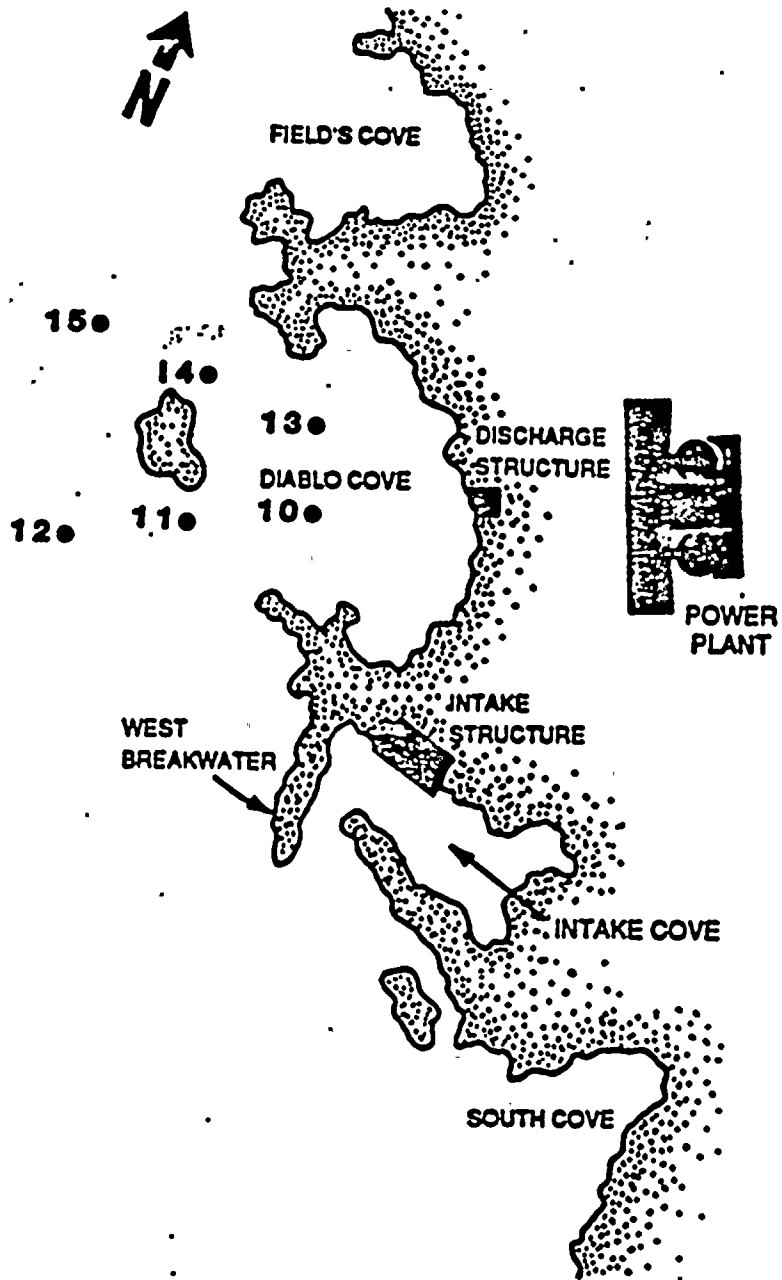 N
FIELD'S COVE
15
14
13
DISCHARGE
STRUCTURE
DIABLO COVE
12
11
10
POWER
PLANT
INTAKE
STRUCTURE
WEST
BREAKWATER
INTAKE COVE
SOUTH COVE